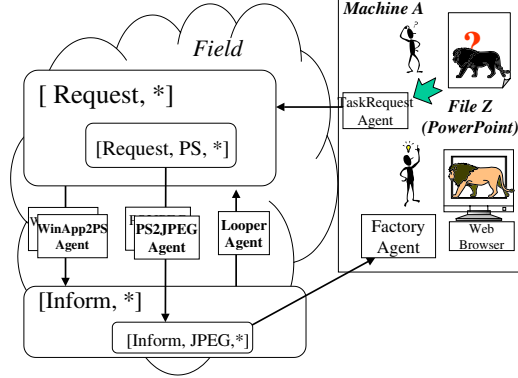 Machine A
Field
?
[ Request, *]
TaskRequest
Agent
File Z
(PowerPoint)
[Request, PS, *]
WinApp2PS
Agent
PS2JPEG
Agent
Looper
Agent
Factory
Agent
Web
Browser
[Inform, *]
[Inform, JPEG,*]